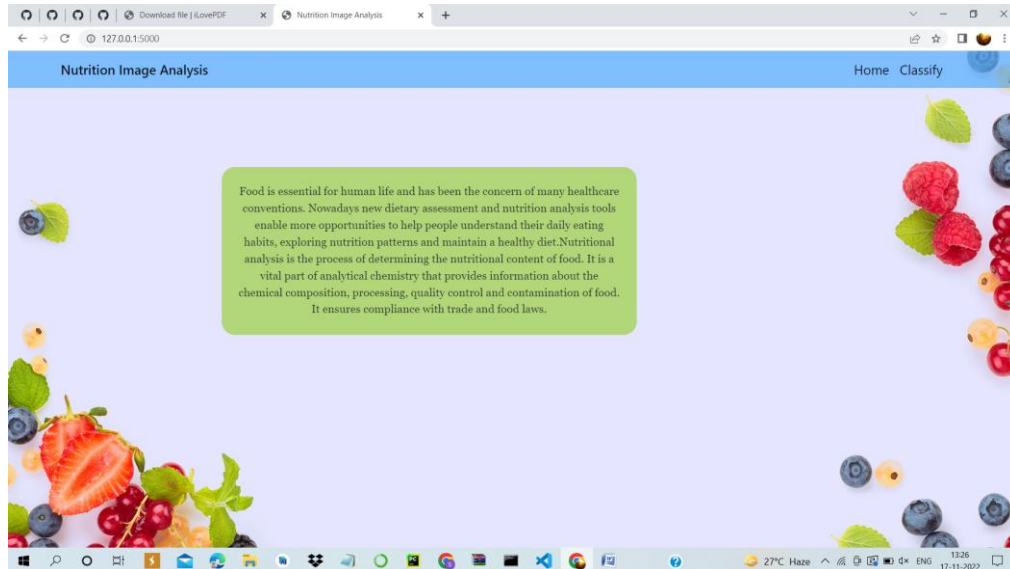 Download file | iLovePDF
Nutrition Image Analysis
127.0.0.1:5000
Nutrition Image Analysis
Home Classify
Food is essential for human life and has been the concern of many healthcare
conventions. Nowadays new dietary assessment and nutrition analysis tools
enable more opportunities to help people understand their daily eating
habits, exploring nutrition patterns and maintain a healthy diet.Nutritional
analysis is the process of determining the nutritional content of food. It is a
vital part of analytical chemistry that provides information about the
chemical composition, processing, quality control and contamination of food.
It ensures compliance with trade and food laws.
27°C Haze
ENG
13:26
17-11-2022